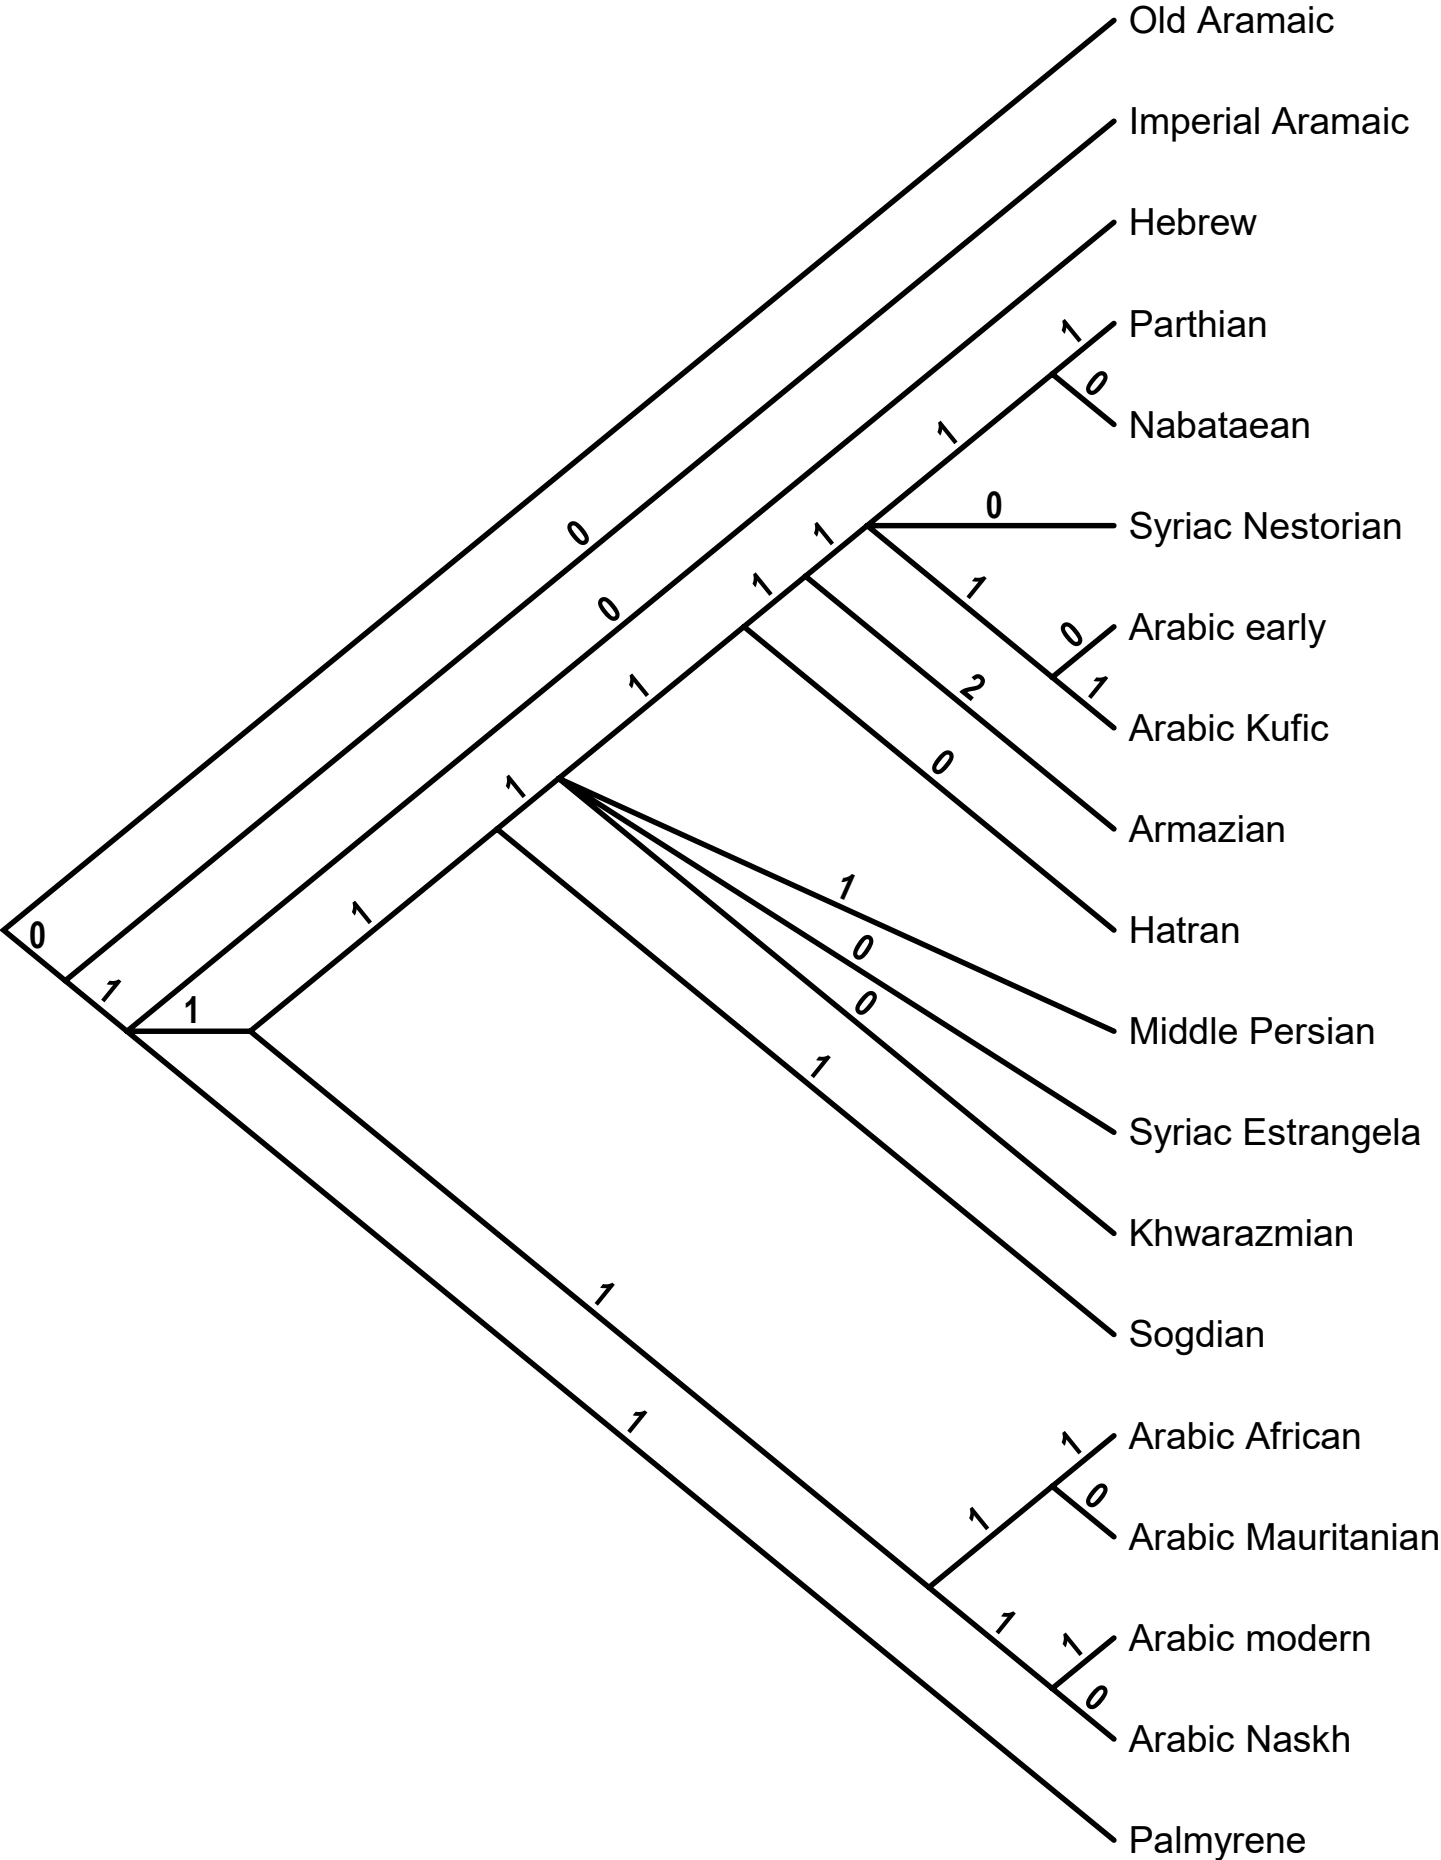 Old Aramaic
Imperial Aramaic
Hebrew
1 Parthian
0
Nabataean
1
0
Syriac Nestorian
0
1
1
1
0
Arabic early
0
1
1
Arabic Kufic
2
1
0
Armazian
1
1
Hatran
1
0
0
0
1
1
Middle Persian
1
Syriac Estrangela
Khwarazmian
1
Sogdian
1
1
Arabic African
0
1
Arabic Mauritanian
1
1
Arabic modern
0
Arabic Naskh
Palmyrene